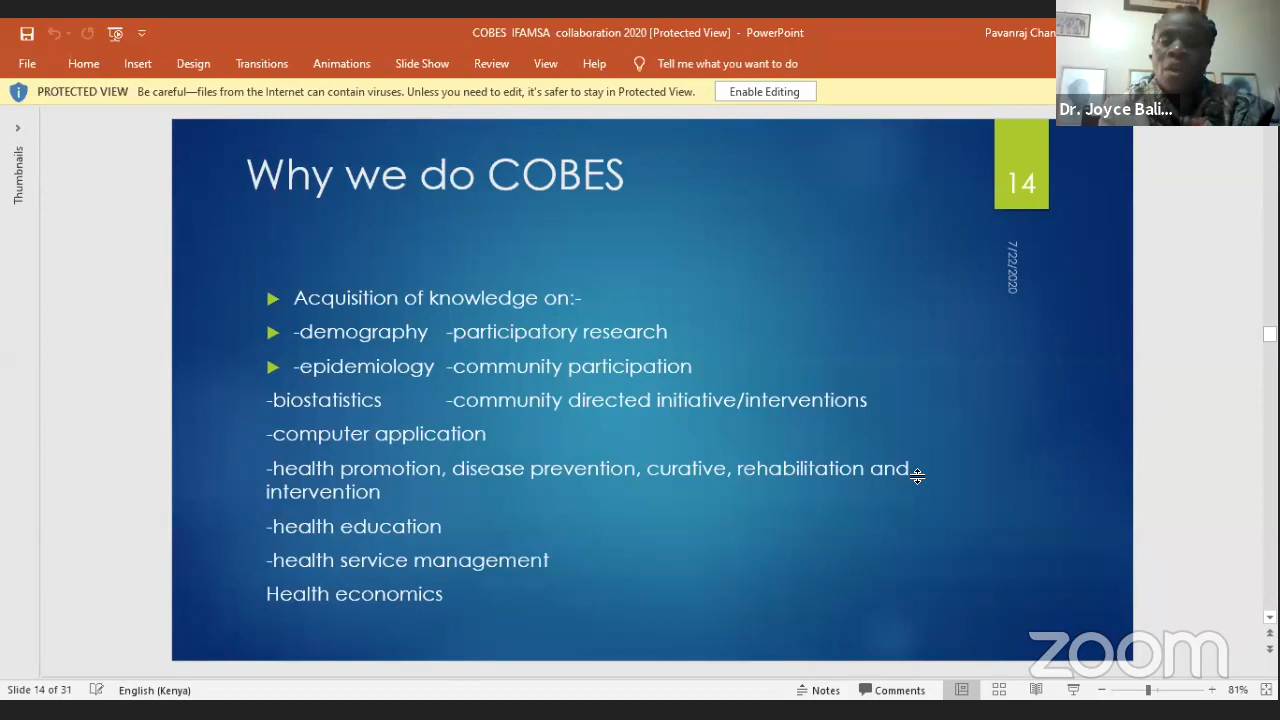 COBES IFAMSA collaboration 2020 [Protected View] - PowerPoint
Pavanraj Chan
File Home Insert Design Transitions Animations Slide Show Review View Help Tell me what you want to do
PROTECTED VIEW Be careful—files from the Internet can contain viruses. Unless you need to edit, it's safer to stay in Protected View. Enable Editing
Dr. Joyce Bali...
Thumbnails
Why we do COBES
14
7/22/2020
Acquisition of knowledge on:-
-demography -participatory research
-epidemiology -community participation
-biostatistics -community directed initiative/interventions
-computer application
-health promotion, disease prevention, curative, rehabilitation and
intervention
-health education
-health service management
Health economics
zoom
Slide 14 of 31 English (Kenya) Notes Comments 81%